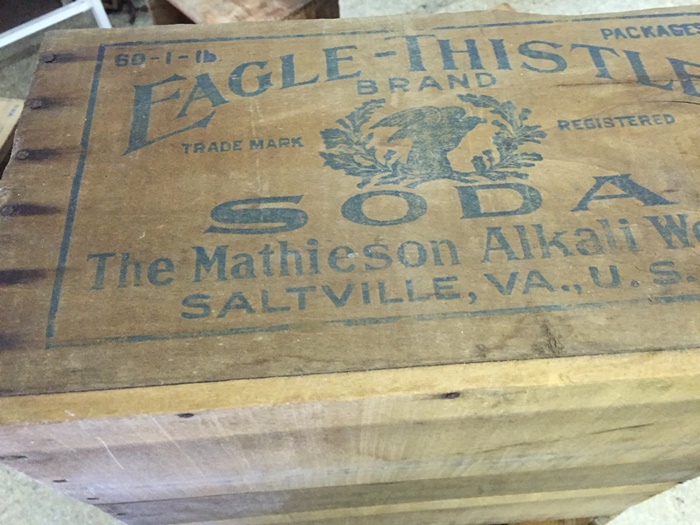 60-1-lb. PACKAGES
EAGLE-THISTLE
BRAND
TRADE MARK REGISTERED
SODA
The Mathieson Alkali
SALTVILLE, VA., U.S.